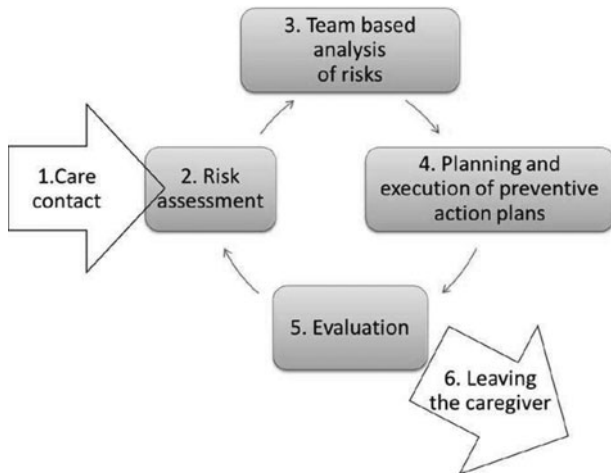 1.Care
contact
2. Risk
assessment
3. Team based
analysis
of risks
4. Planning and
execution of preventive
action plans
5. Evaluation
6. Leaving
the caregiver